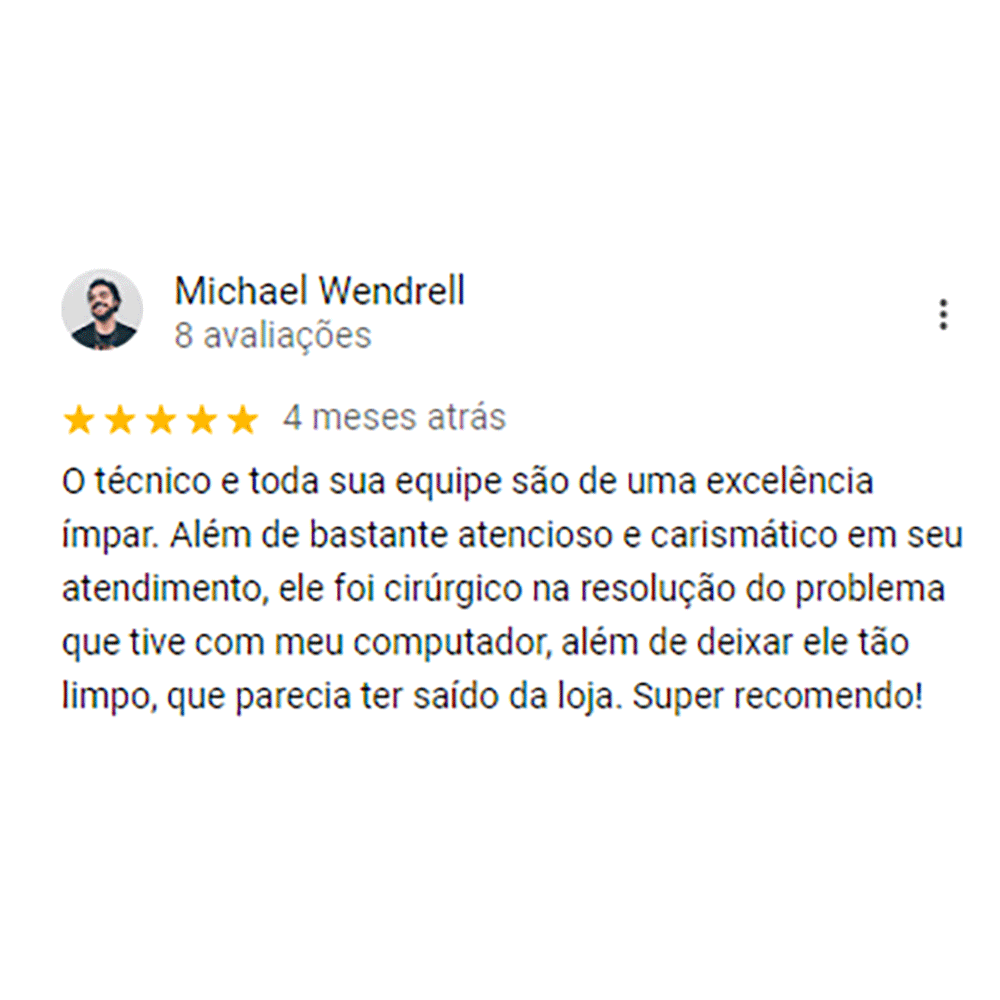 Michael Wendrell
8 avaliações
4 meses atrás
O técnico e toda sua equipe são de uma excelência
ímpar. Além de bastante atencioso e carismático em seu
atendimento, ele foi cirúrgico na resolução do problema
que tive com meu computador, além de deixar ele tão
limpo, que parecia ter saído da loja. Super recomendo!